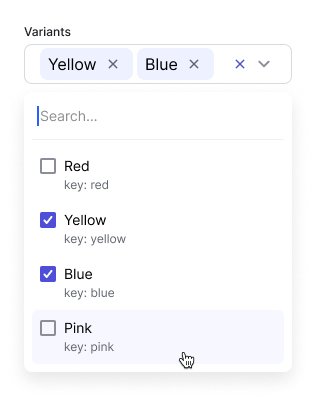 Variants
Yellow Blue
Search...
Red
key: red
Yellow
key: yellow
Blue
key: blue
Pink
key: pink